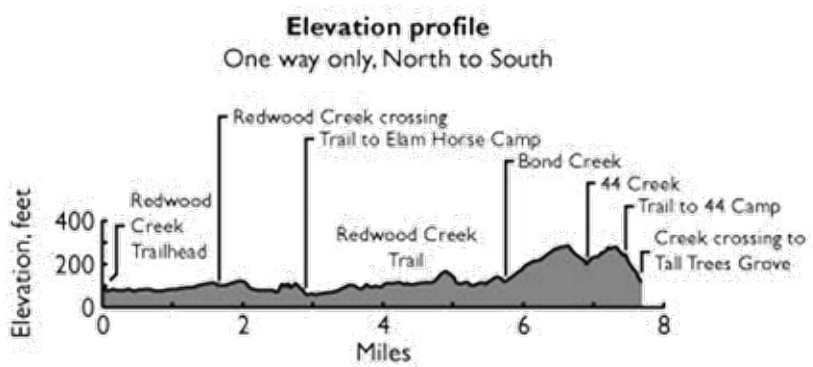 Elevation profile
One way only, North to South
Redwood Creek crossing
Trail to Elam Horse Camp
Bond Creek
44 Creek
Trail to 44 Camp
Redwood
Creek
Trailhead
Redwood Creek
Trail
Creek crossing to
Tall Trees Grove
Elevation, feet
400
200
0
0 2 4 6 8
Miles